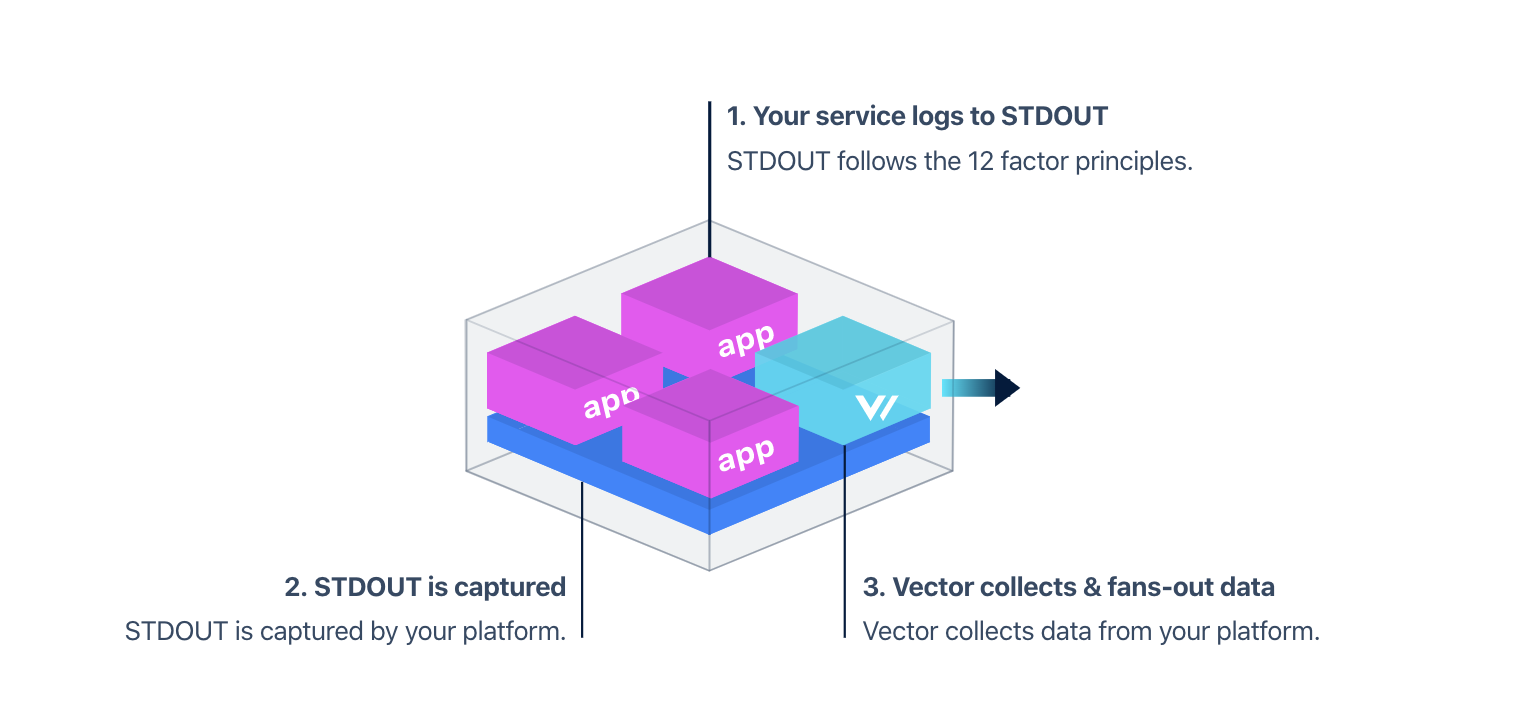 1. Your service logs to STDOUT
STDOUT follows the 12 factor principles.
app
app
app
2. STDOUT is captured
STDOUT is captured by your platform.
3. Vector collects & fans-out data
Vector collects data from your platform.